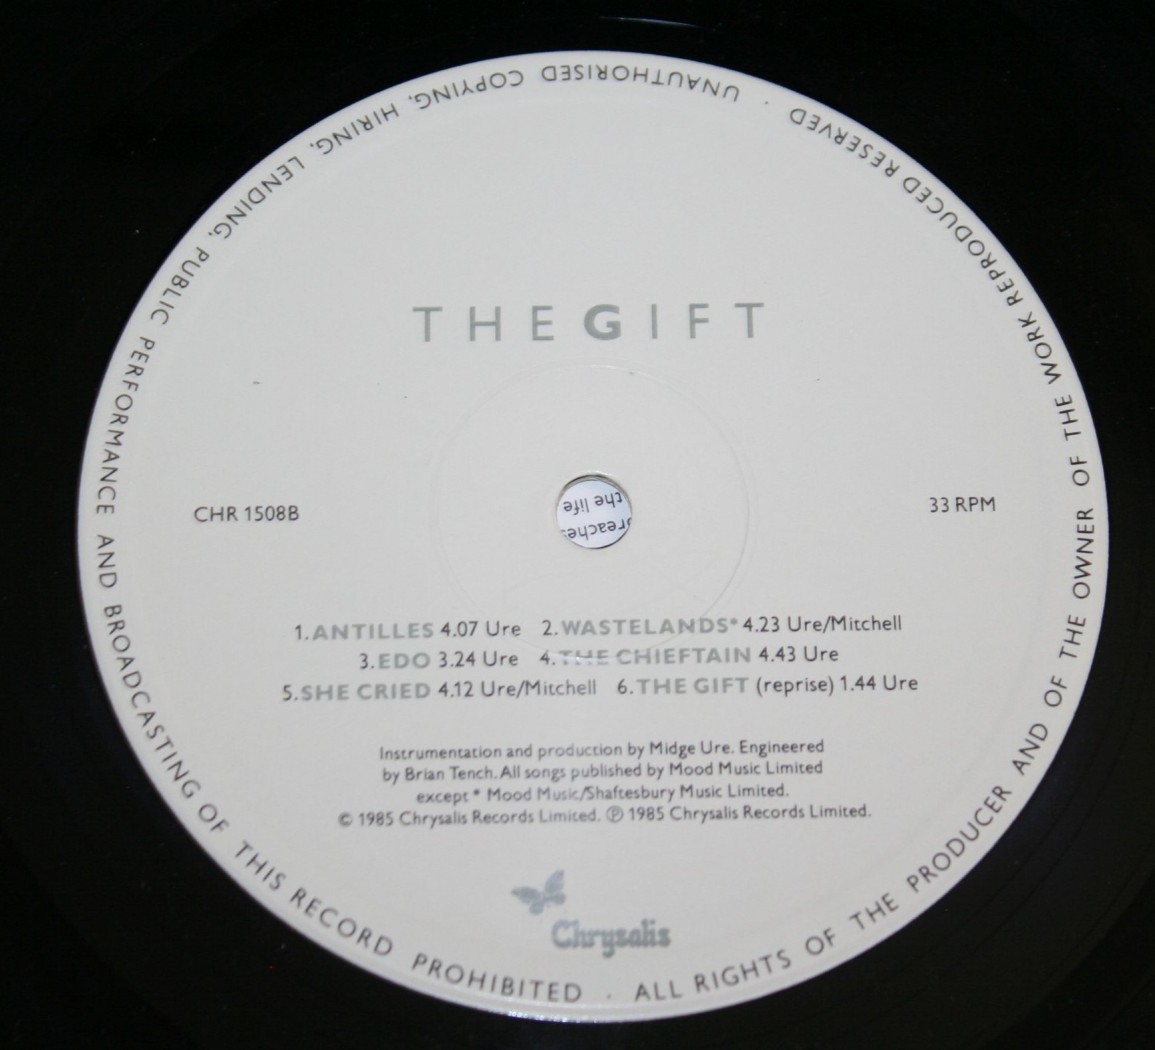 UNAUTHORISED COPYING, HIRING, LENDING, PUBLIC PERFORMANCE AND BROADCASTING OF THIS RECORD PROHIBITED . ALL RIGHTS OF THE PRODUCER AND OF THE OWNER OF THE WORK REPRODUCED RESERVED .
THE GIFT
CHR 1508B
33 RPM
the life
preaches
1.ANTILLES 4.07 Ure 2.WASTELANDS* 4.23 Ure/Mitchell
3.EDO 3.24 Ure 4.THE CHIEFTAIN 4.43 Ure
5.SHE CRIED 4.12 Ure/Mitchell 6.THE GIFT (reprise) 1.44 Ure
Instrumentation and production by Midge Ure. Engineered
by Brian Tench. All songs published by Mood Music Limited
except * Mood Music/Shaftesbury Music Limited.
© 1985 Chrysalis Records Limited. ℗ 1985 Chrysalis Records Limited.
Chrysalis